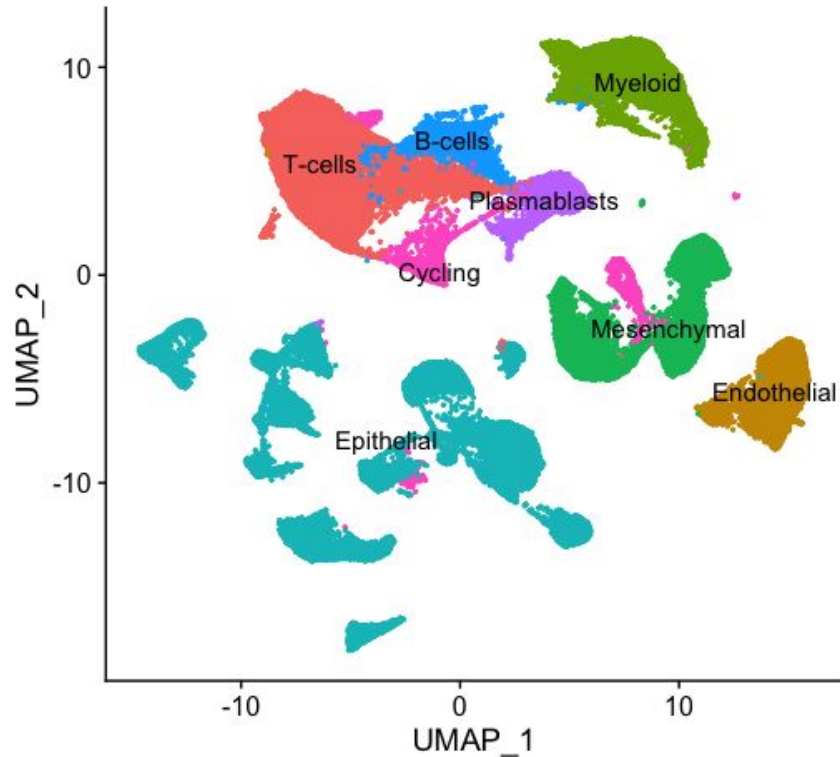 10
Myeloid
B-cells
T-cells
Plasmablasts
0
Cycling
Mesenchymal
Endothelial
Epithelial
-10
-10
0
10
UMAP_1
UMAP_2